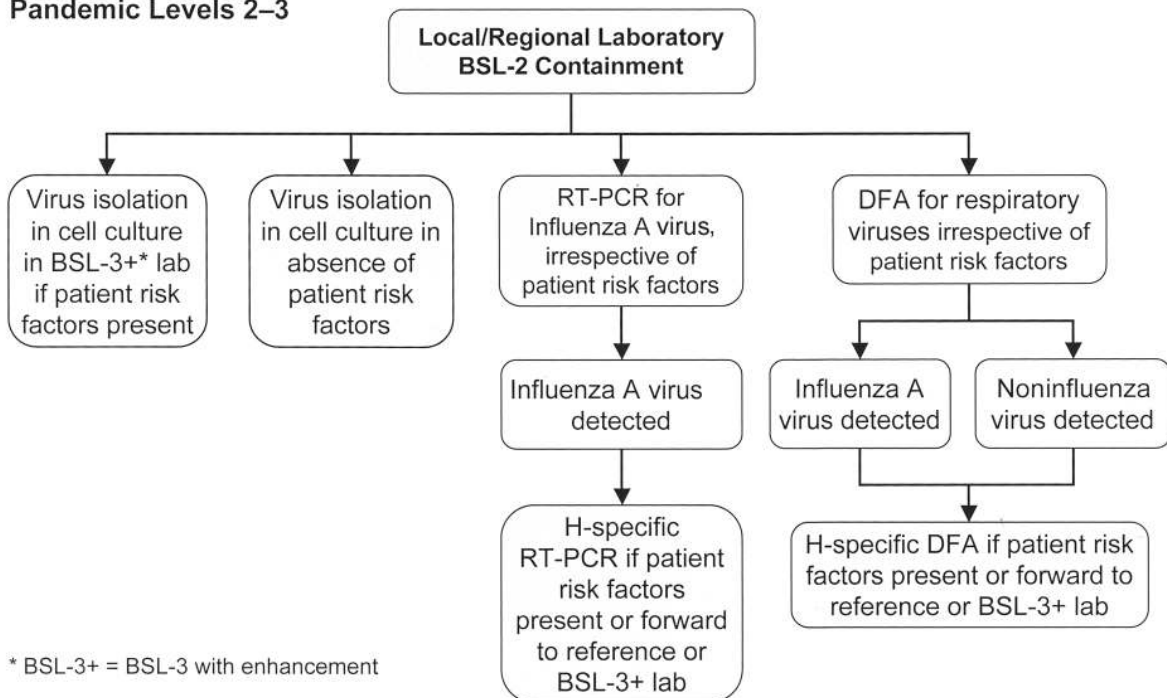 Pandemic Levels 2–3
Local/Regional Laboratory
BSL-2 Containment
Virus isolation
in cell culture
in BSL-3+* lab
if patient risk
factors present
Virus isolation
in cell culture in
absence of
patient risk
factors
RT-PCR for
Influenza A virus,
irrespective of
patient risk factors
DFA for respiratory
viruses irrespective of
patient risk factors
Influenza A virus
detected
Influenza A
virus detected
Noninfluenza
virus detected
H-specific
RT-PCR if patient
risk factors
present or forward
to reference or
BSL-3+ lab
H-specific DFA if patient risk
factors present or forward to
reference or BSL-3+ lab
* BSL-3+ = BSL-3 with enhancement